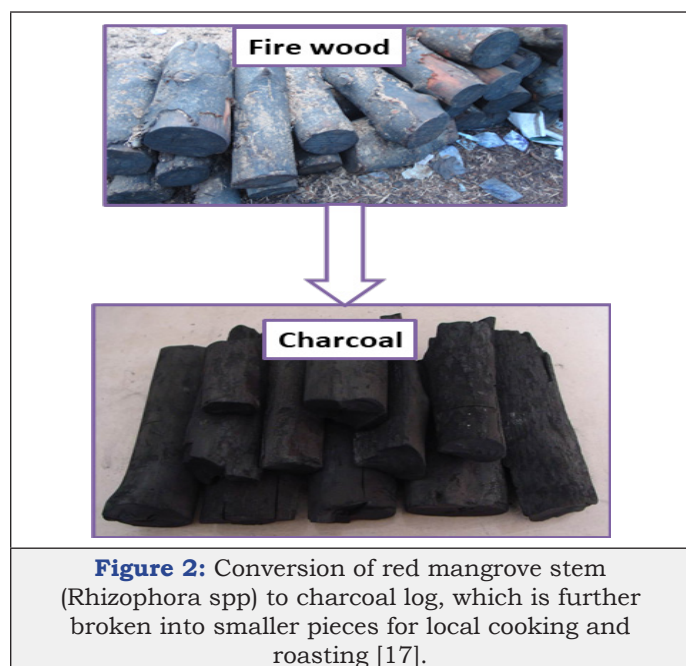 Fire wood
Charcoal
Figure 2: Conversion of red mangrove stem
(Rhizophora spp) to charcoal log, which is further
broken into smaller pieces for local cooking and
roasting [17].